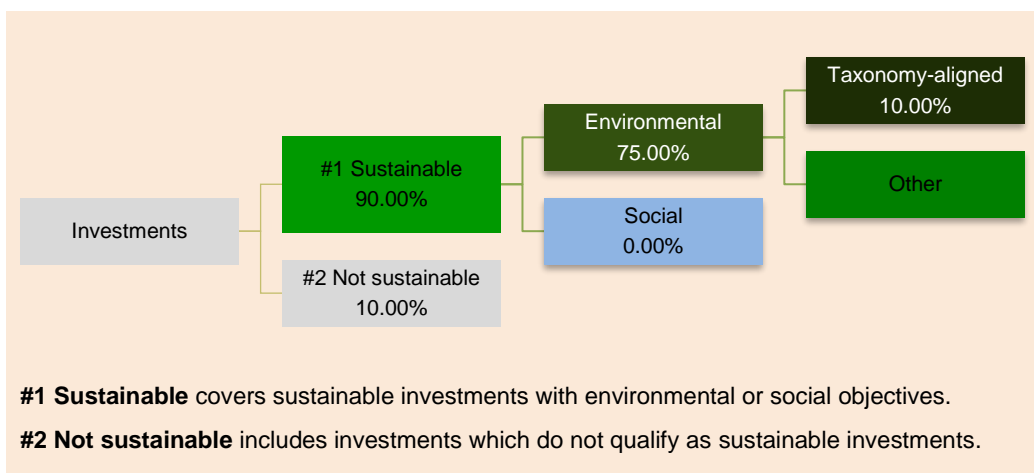 Investments
#1 Sustainable
90.00%
#2 Not sustainable
10.00%
Environmental
75.00%
Social
0.00%
Taxonomy-aligned
10.00%
Other
#1 Sustainable covers sustainable investments with environmental or social objectives.
#2 Not sustainable includes investments which do not qualify as sustainable investments.